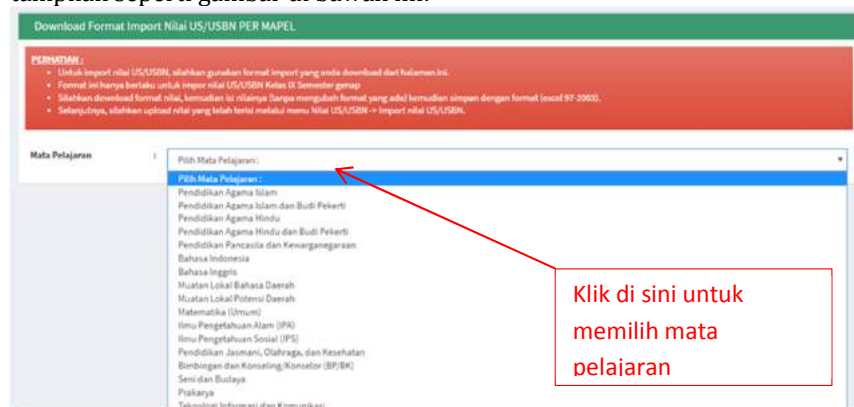 tampilan seperti gambar di bawah ini:
Download Format Import Nilai US/USBN PER MAPEL
PERHATIAN :
Untuk import nilai US/USBN, silahkan gunakan format import yang anda download dari halaman ini.
Format ini hanya berlaku untuk impor nilai US/USBN Kelas IX Semester genap
Silahkan download format nilai, kemudian isi nilainya (tanpa mengubah format yang ada) kemudian simpan dengan format (excel 97-2003).
Selanjutnya, silahkan upload nilai yang telah terisi melalui menu Nilai US/USBN -> Import nilai US/USBN.
Mata Pelajaran : Pilih Mata Pelajaran :
Pilih Mata Pelajaran :
Pendidikan Agama Islam
Pendidikan Agama Islam dan Budi Pekerti
Pendidikan Agama Hindu
Pendidikan Agama Hindu dan Budi Pekerti
Pendidikan Pancasila dan Kewarganegaraan
Bahasa Indonesia
Bahasa Inggris
Muatan Lokal Bahasa Daerah
Muatan Lokal Potensi Daerah
Matematika (Umum)
Ilmu Pengetahuan Alam (IPA)
Ilmu Pengetahuan Sosial (IPS)
Pendidikan Jasmani, Olahraga, dan Kesehatan
Bimbingan dan Konseling/Konselor (BP/BK)
Seni dan Budaya
Prakarya
Teknologi Informasi dan Komunikasi
Klik di sini untuk
memilih mata
pelajaran